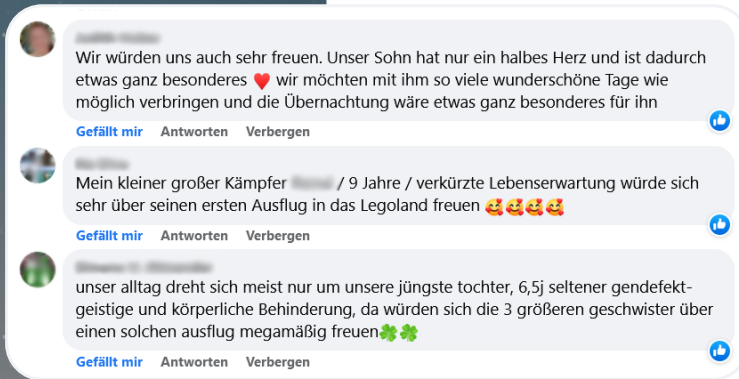 Wir würden uns auch sehr freuen. Unser Sohn hat nur ein halbes Herz und ist dadurch
etwas ganz besonderes ❤️ wir möchten mit ihm so viele wunderschöne Tage wie
möglich verbringen und die Übernachtung wäre etwas ganz besonderes für ihn
Gefällt mir Antworten Verbergen
Mein kleiner großer Kämpfer / 9 Jahre / verkürzte Lebenserwartung würde sich
sehr über seinen ersten Ausflug in das Legoland freuen 🥰🥰🥰🥰
Gefällt mir Antworten Verbergen
unser alltag dreht sich meist nur um unsere jüngste tochter, 6,5j seltener gendefekt-
geistige und körperliche Behinderung, da würden sich die 3 größeren geschwister über
einen solchen ausflug megamäßig freuen🍀🍀
Gefällt mir Antworten Verbergen